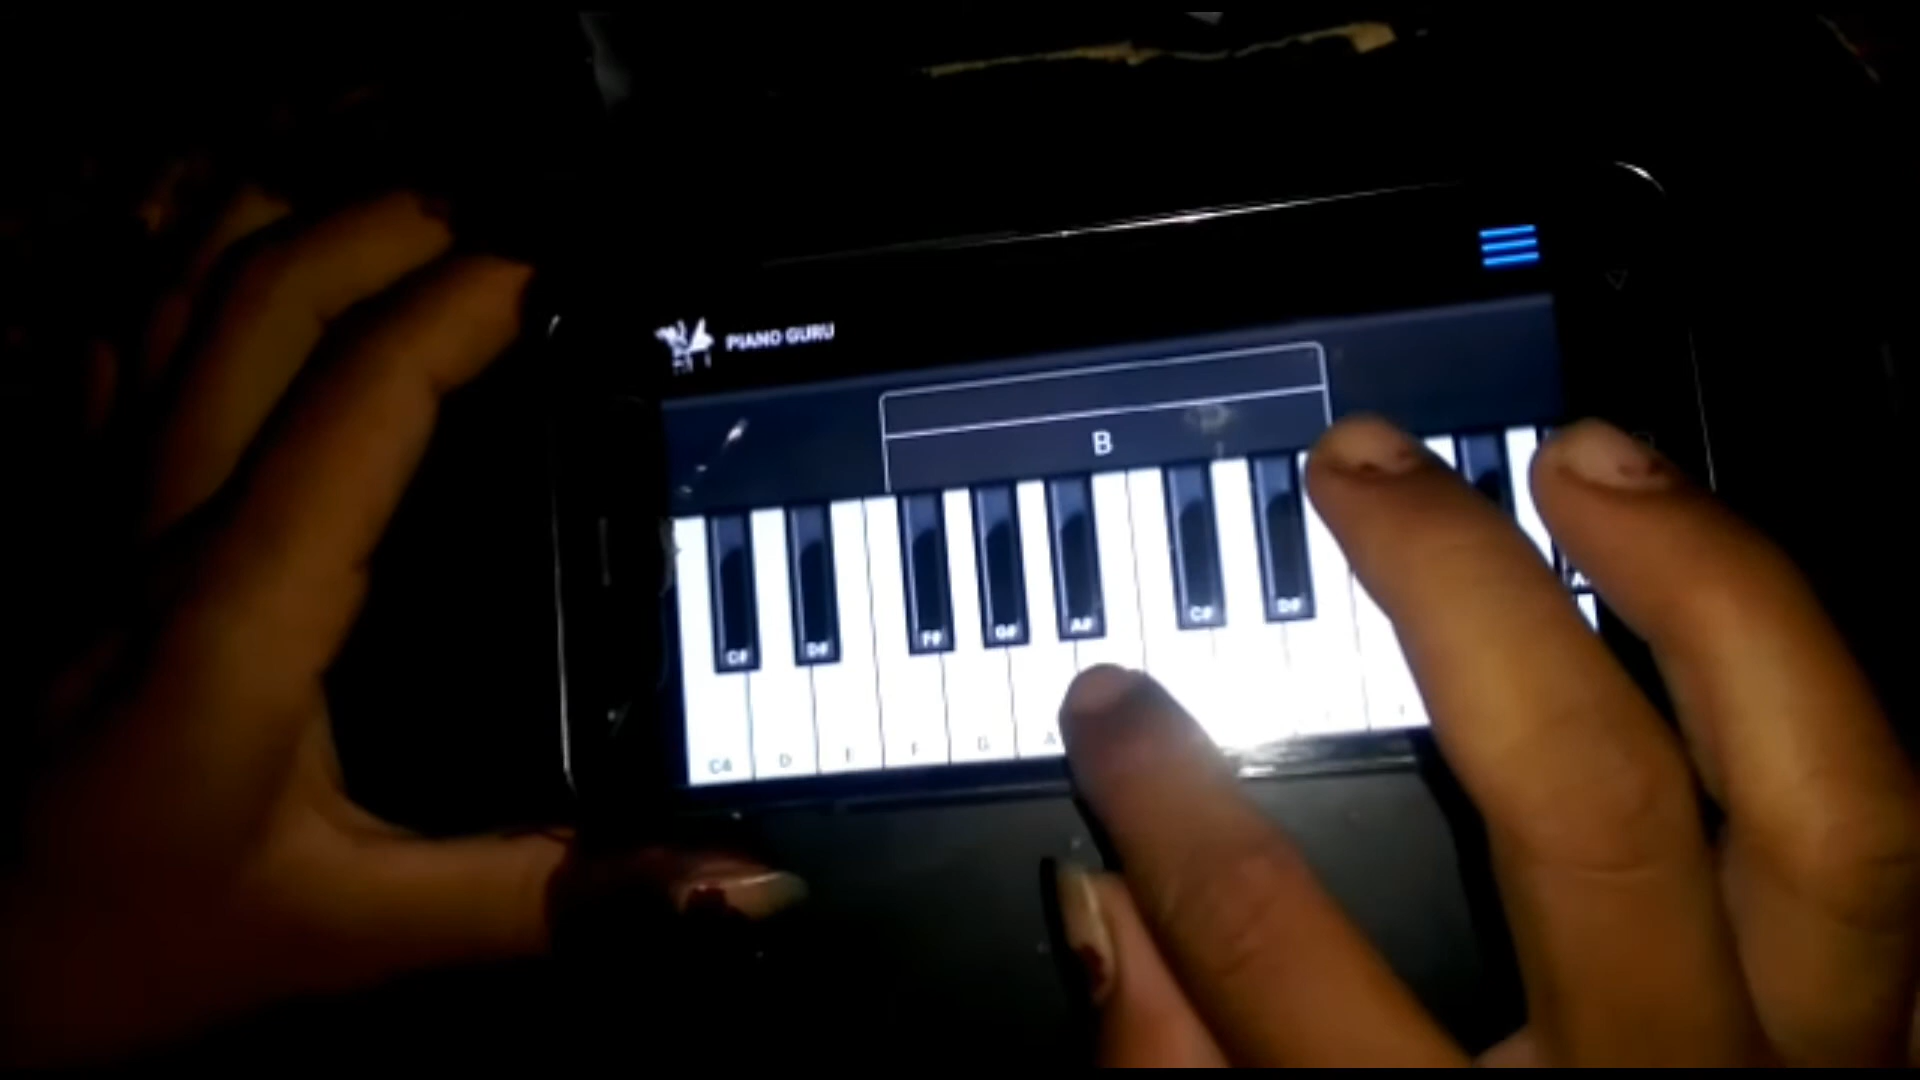 PIANO GURU
B
C# D# F# G# A# C# D#
C4 D E F G A